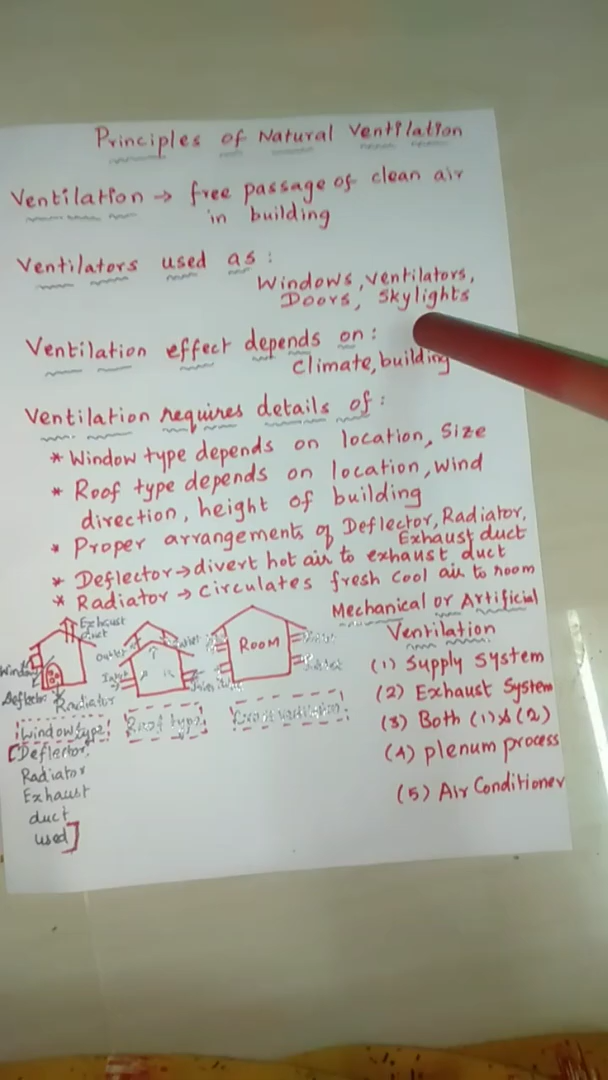 Principles of Natural Ventilation
Ventilation → free passage of clean air
in building
Ventilators used as :
Windows, Ventilators,
Doors, Skylights
Ventilation effect depends on :
Climate, building
Ventilation requires details of :
* Window type depends on location, Size
* Roof type depends on location, Wind
direction, height of building
* Proper arrangements of Deflector, Radiator,
Exhaust duct
* Deflector → divert hot air to exhaust duct
* Radiator → Circulates fresh cool air to room
Mechanical or Artificial
Ventilation
(1) Supply System
(2) Exhaust System
(3) Both (1) & (2)
(4) Plenum process
(5) Air Conditioner
Exhaust
duct
Window
Deflector
Radiator
Outlet
Outlet
Inlet
ROOM
Window type
Roof type
[Deflector,
Radiator
Exhaust
duct
used]